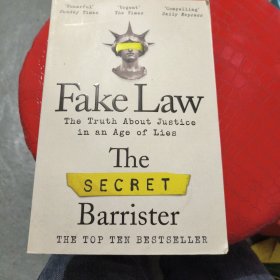 'Powerful' 'Urgent' 'Compelling'
Sunday Times The Times Daily Express
Fake Law
The Truth About Justice
in an Age of Lies
The
SECRET
Barrister
THE TOP TEN BESTSELLER